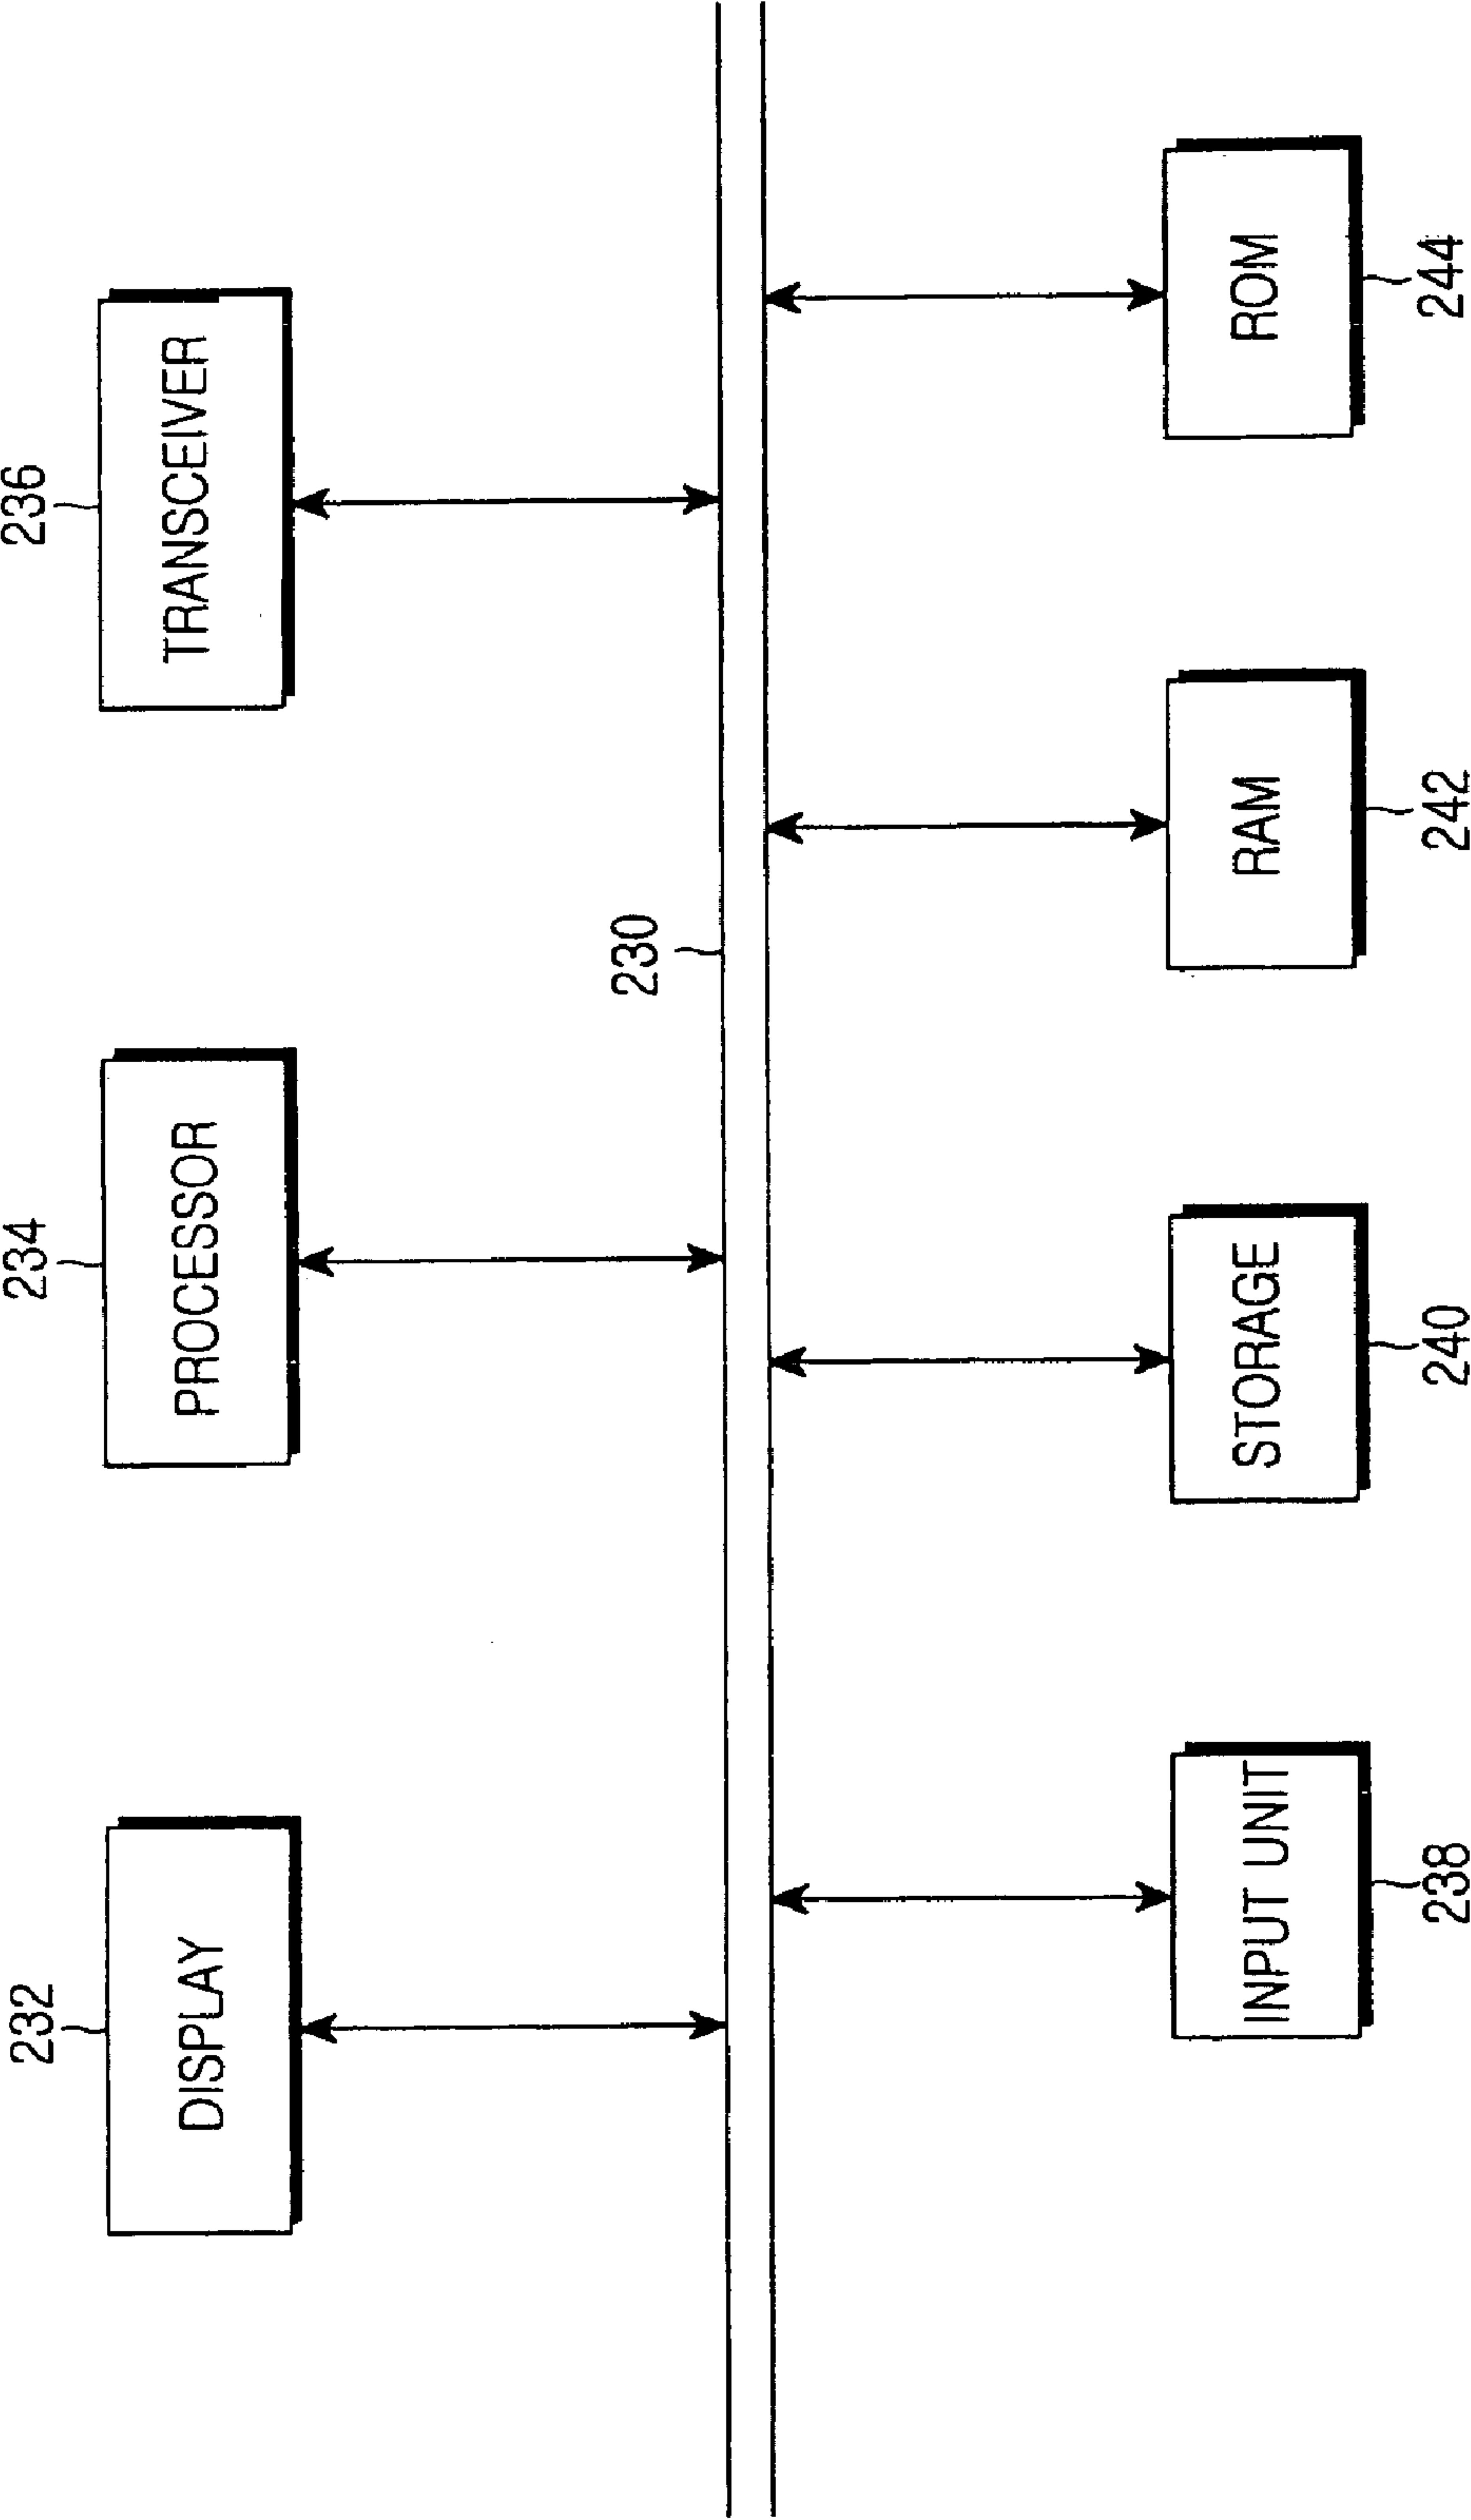 232
234
236
DISPLAY
PROCESSOR
TRANSCEIVER
230
INPUT UNIT
STORAGE
RAM
ROM
238
240
242
244